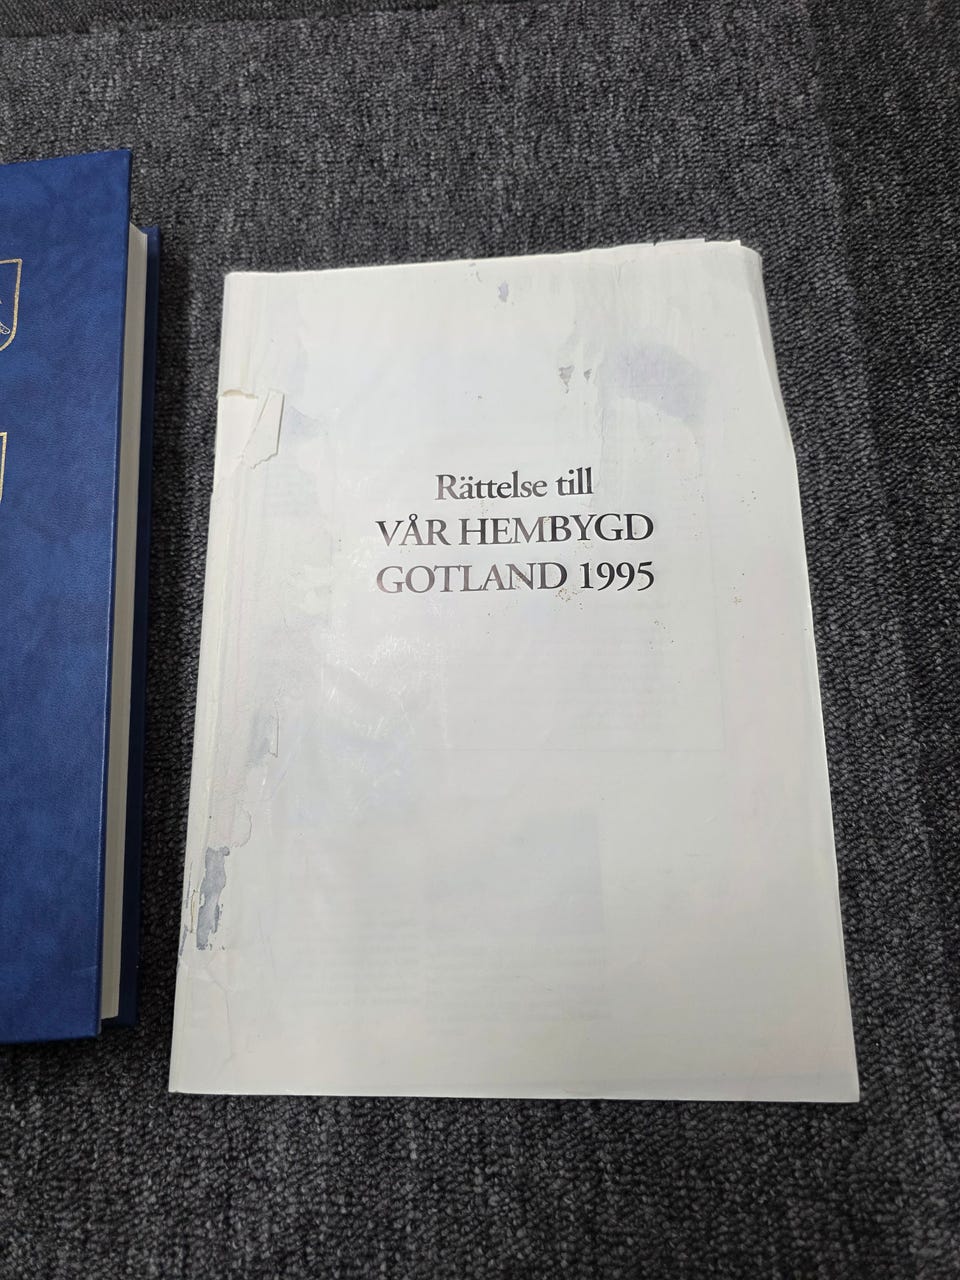 Rättelse till
VÅR HEMBYGD
GOTLAND 1995